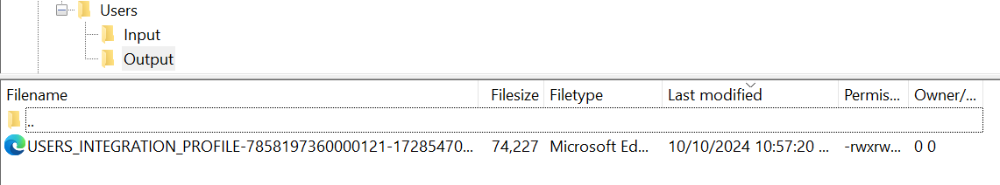 Users
Input
Output
Filename Filesize Filetype Last modified Permis... Owner/...
..
USERS_INTEGRATION_PROFILE-7858197360000121-17285470... 74,227 Microsoft Ed... 10/10/2024 10:57:20 ... -rwxrw... 0 0